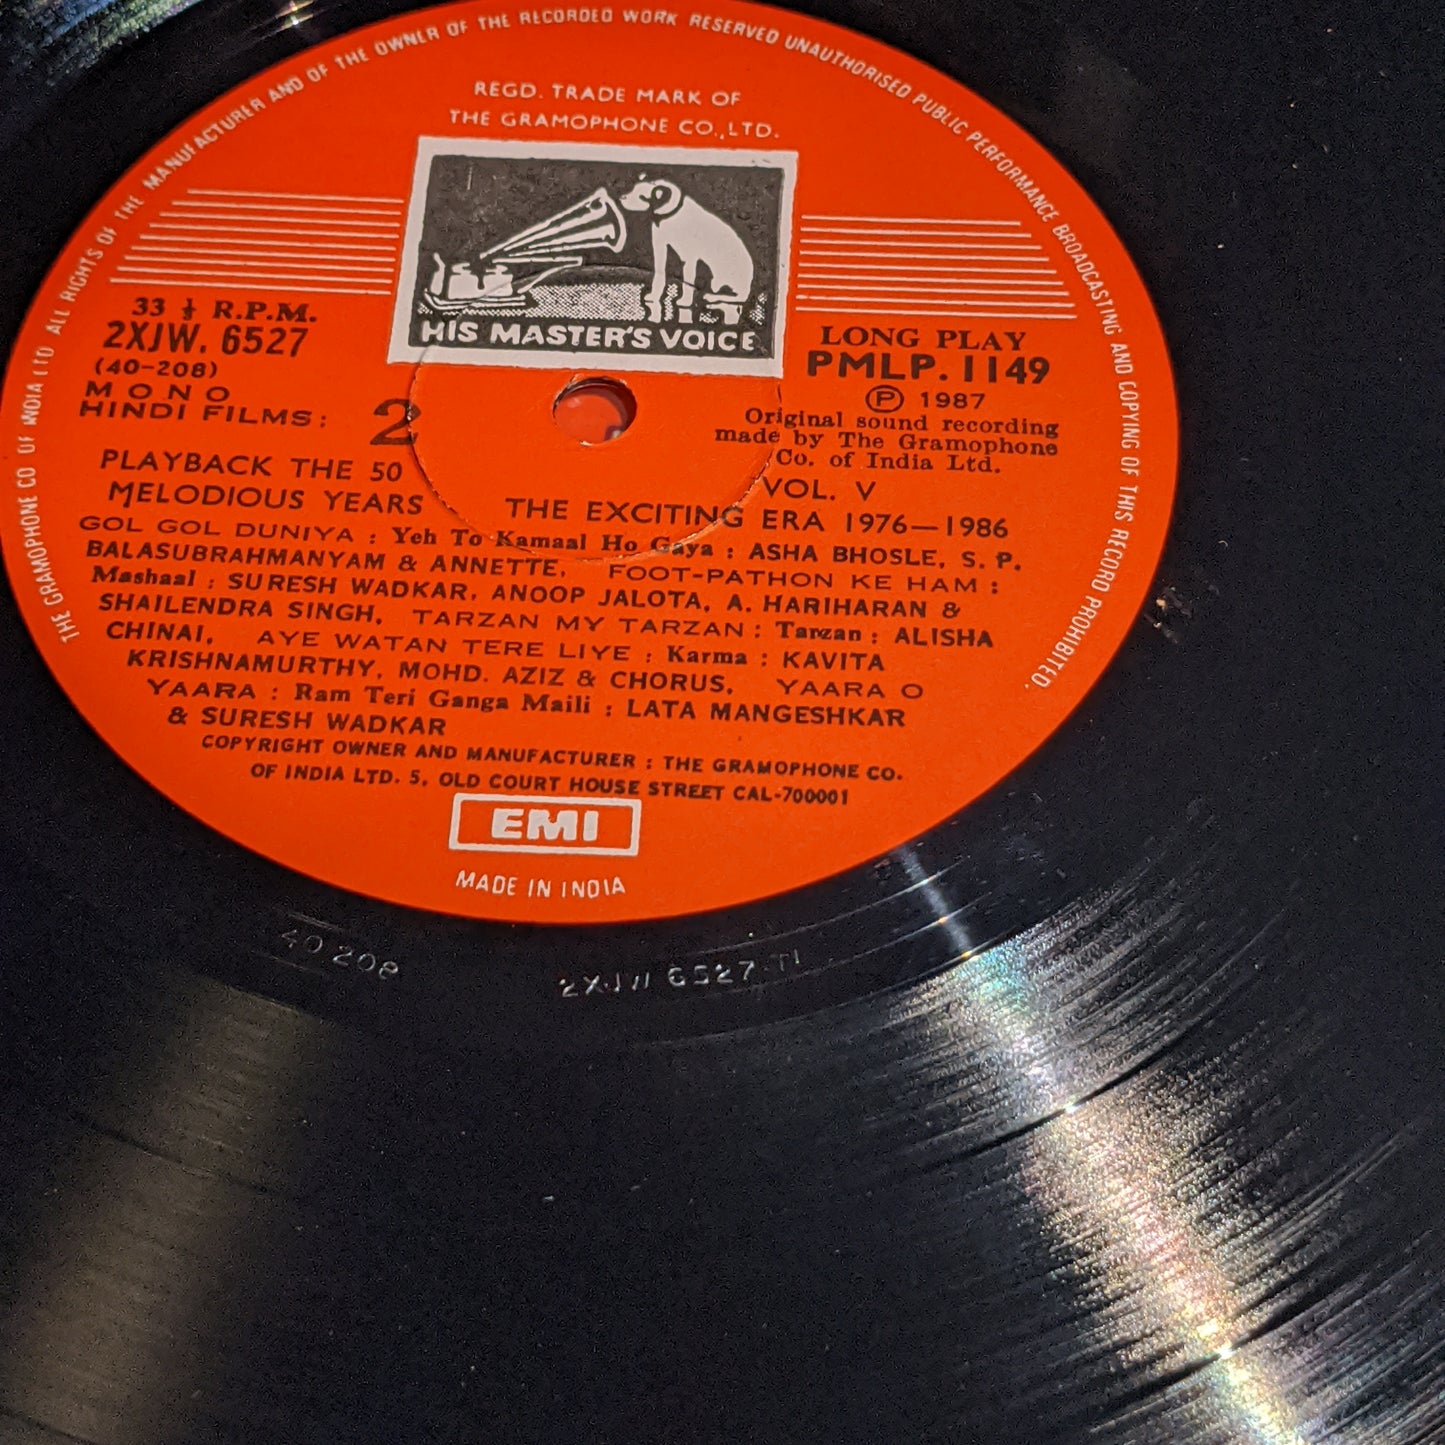 THE GRAMOPHONE CO OF INDIA LTD ALL RIGHTS OF THE MANUFACTURER AND OF THE OWNER OF THE RECORDED WORK RESERVED UNAUTHORISED PUBLIC PERFORMANCE BROADCASTING AND COPYING OF THIS RECORD PROHIBITED.
REGD. TRADE MARK OF
THE GRAMOPHONE CO., LTD.
HIS MASTER'S VOICE
33 ⅓ R.P.M.
2XJW. 6527
(40-208)
MONO
HINDI FILMS:
2
LONG PLAY
PMLP. 1149
Ⓟ 1987
Original sound recording
made by The Gramophone
Co. of India Ltd.
PLAYBACK THE 50
MELODIOUS YEARS
VOL. V
THE EXCITING ERA 1976—1986
GOL GOL DUNIYA : Yeh To Kamaal Ho Gaya : ASHA BHOSLE, S. P.
BALASUBRAHMANYAM & ANNETTE. FOOT-PATHON KE HAM :
Mashaal : SURESH WADKAR, ANOOP JALOTA, A. HARIHARAN &
SHAILENDRA SINGH. TARZAN MY TARZAN : Tarzan : ALISHA
CHINAI. AYE WATAN TERE LIYE : Karma : KAVITA
KRISHNAMURTHY, MOHD. AZIZ & CHORUS. YAARA O
YAARA : Ram Teri Ganga Maili : LATA MANGESHKAR
& SURESH WADKAR
COPYRIGHT OWNER AND MANUFACTURER : THE GRAMOPHONE CO.
OF INDIA LTD. 5, OLD COURT HOUSE STREET CAL-700001
EMI
MADE IN INDIA
40208
2XJW 6527 T1